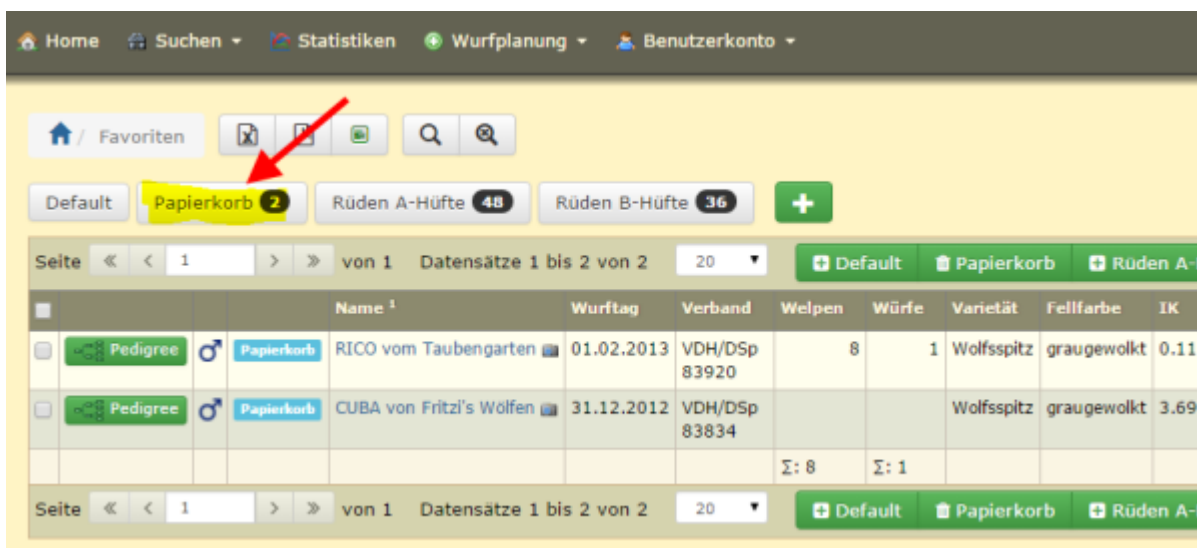 Home Suchen Statistiken Wurfplanung Benutzerkonto
/ Favoriten
Default Papierkorb 2 Rüden A-Hüfte 48 Rüden B-Hüfte 36
Seite 1 von 1 Datensätze 1 bis 2 von 2 20 Default Papierkorb Rüden A-
Name 1 Wurftag Verband Welpen Würfe Varietät Fellfarbe IK
Pedigree Papierkorb RICO vom Taubengarten 01.02.2013 VDH/DSp 8 1 Wolfsspitz graugewolkt 0.11
83920
Pedigree Papierkorb CUBA von Fritzi's Wölfen 31.12.2012 VDH/DSp Wolfsspitz graugewolkt 3.69
83834
Σ: 8 Σ: 1
Seite 1 von 1 Datensätze 1 bis 2 von 2 20 Default Papierkorb Rüden A-